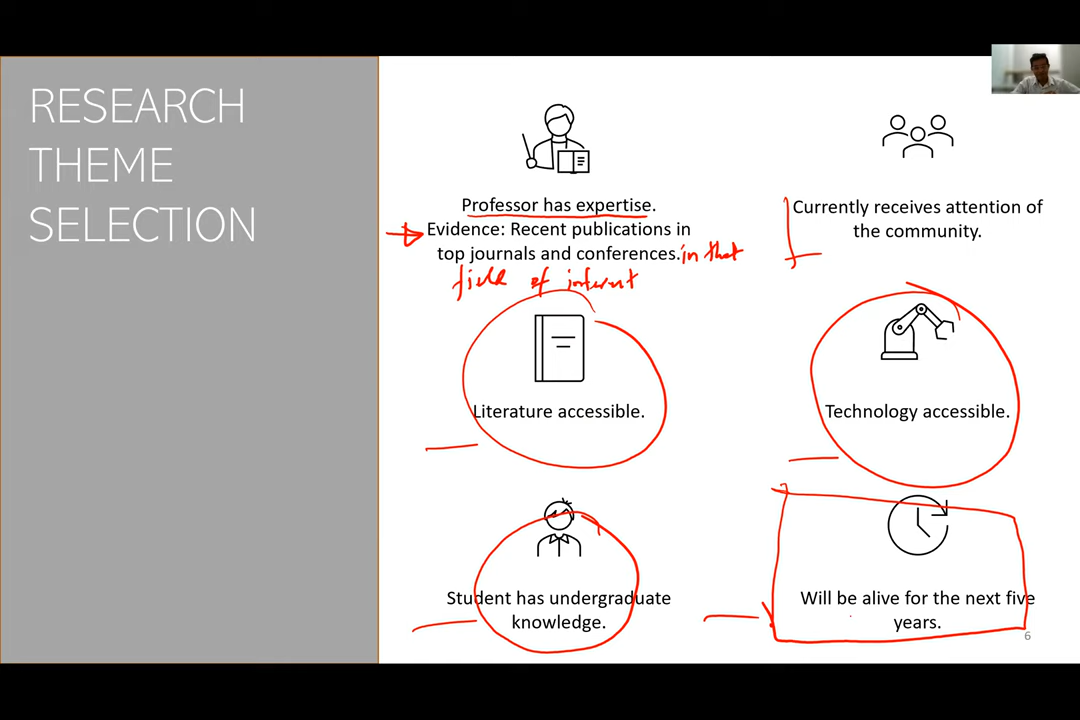 RESEARCH
THEME
SELECTION
Professor has expertise.
Evidence: Recent publications in
top journals and conferences. in that
field of interest
Currently receives attention of
the community.
Literature accessible.
Technology accessible.
Student has undergraduate
knowledge.
Will be alive for the next five
years.
6